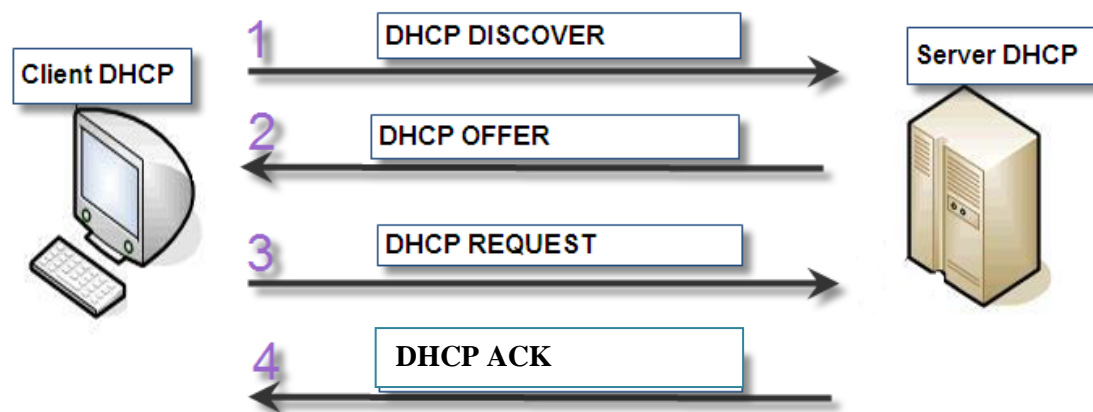 1
DHCP DISCOVER
Client DHCP
Server DHCP
2
DHCP OFFER
3
DHCP REQUEST
4
DHCP ACK